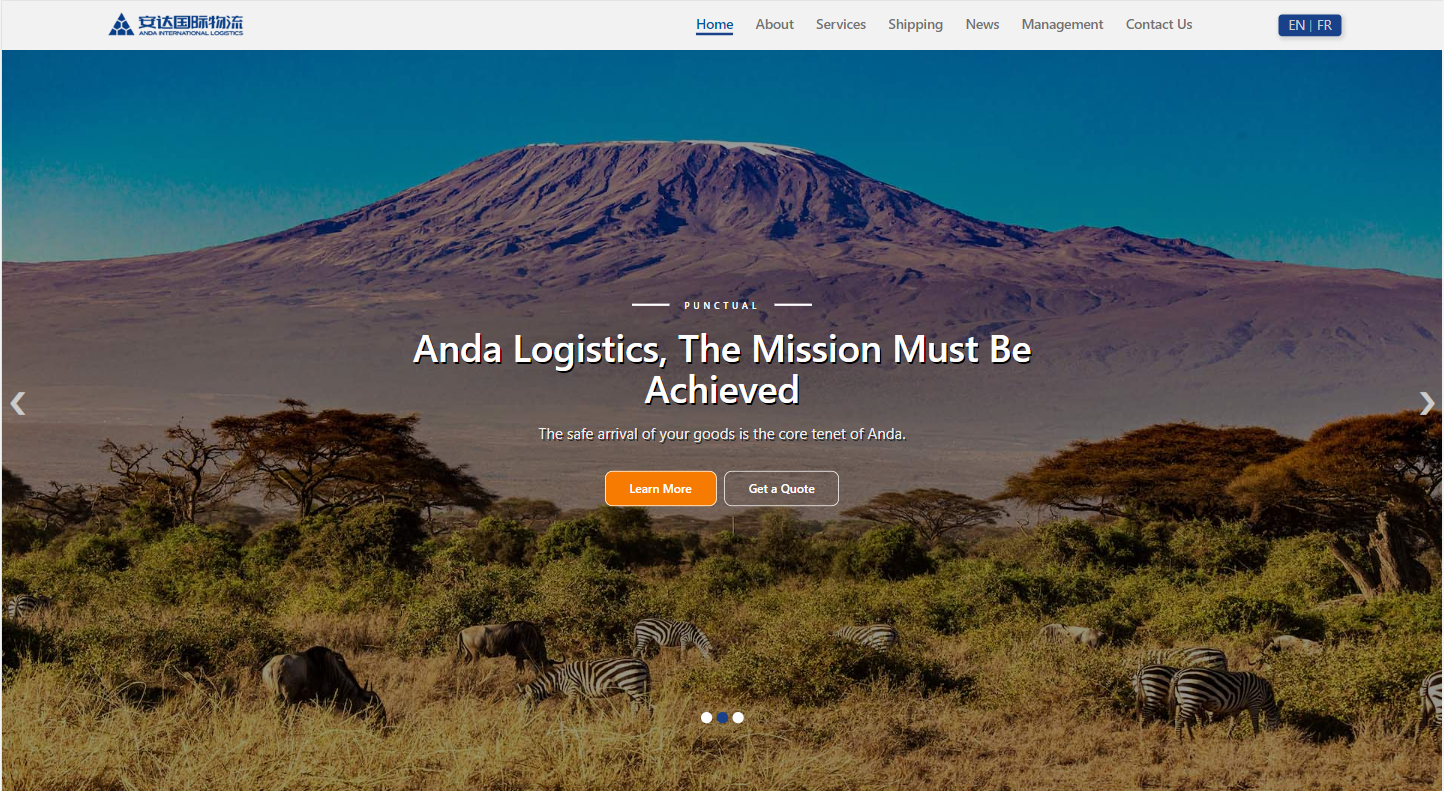 安达国际物流
ANDA INTERNATIONAL LOGISTICS
Home About Services Shipping News Management Contact Us
EN | FR
PUNCTUAL
Anda Logistics, The Mission Must Be
Achieved
The safe arrival of your goods is the core tenet of Anda.
Learn More Get a Quote